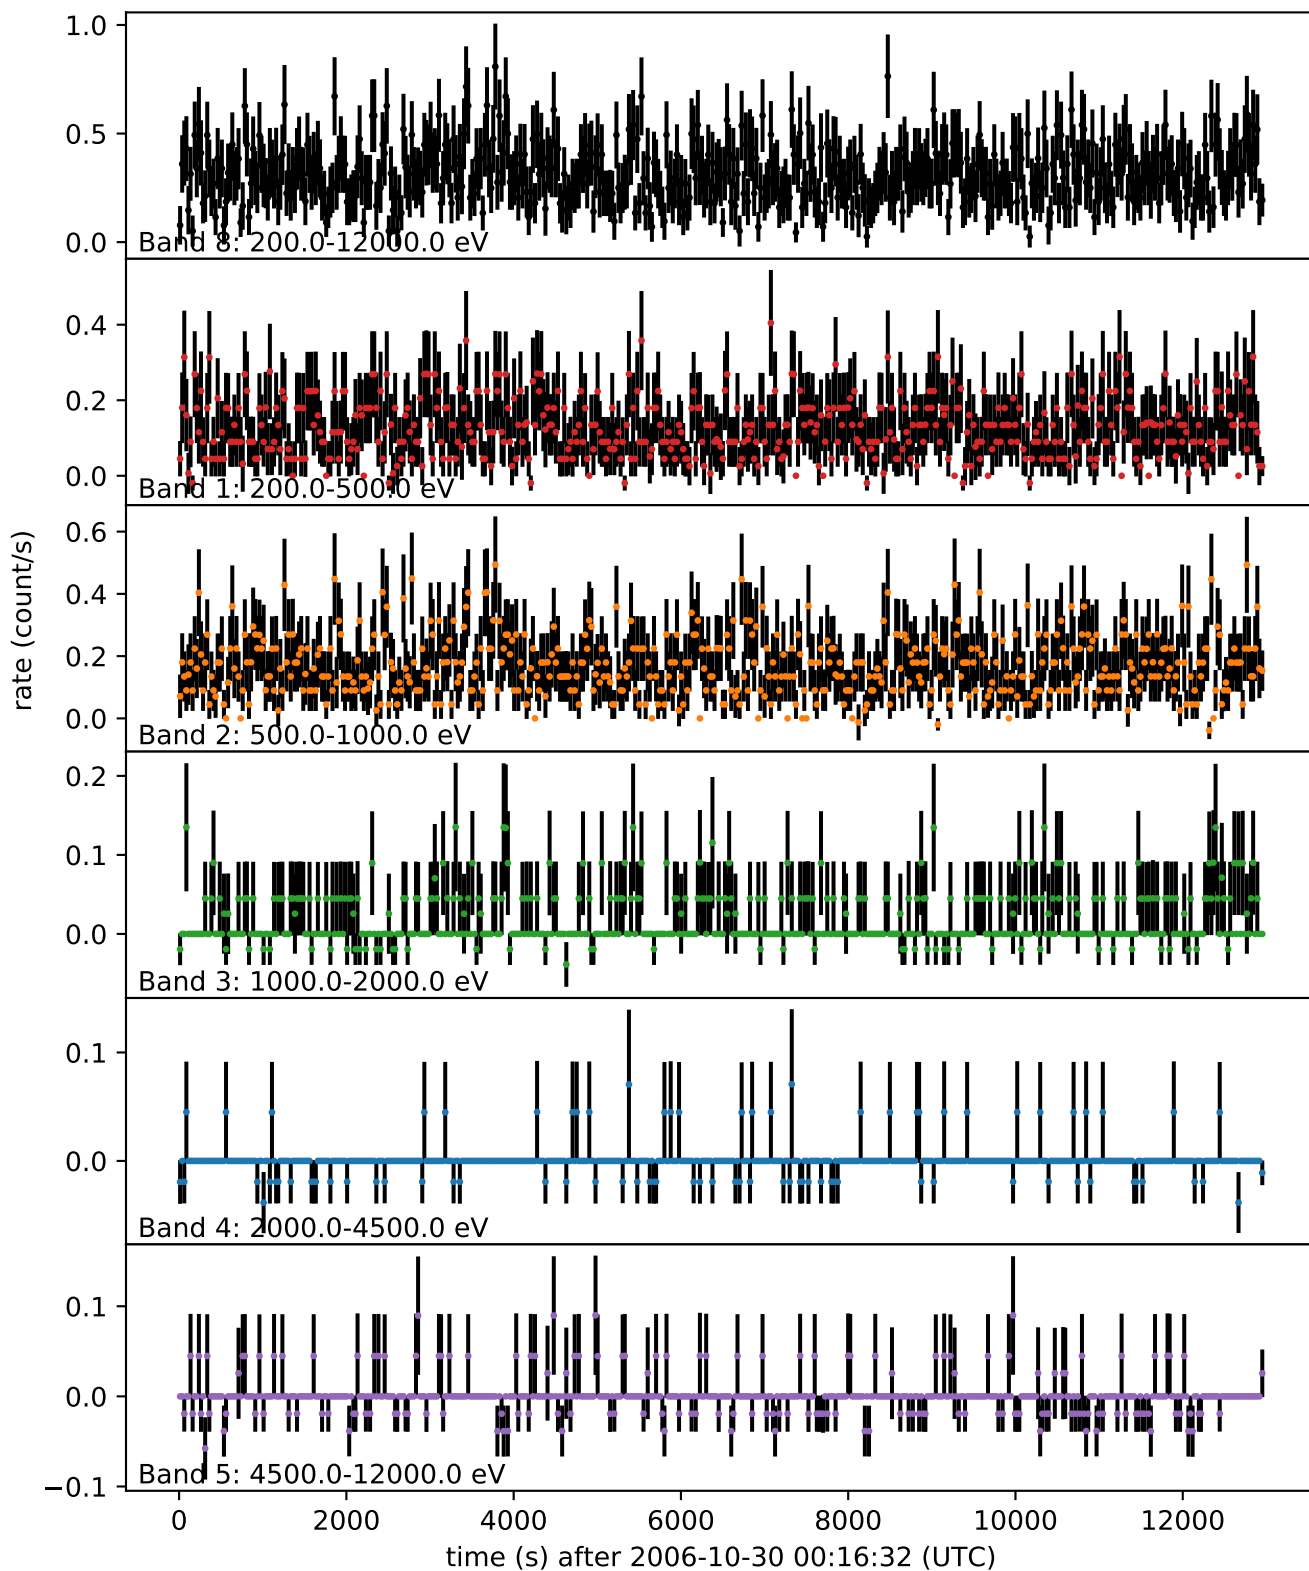 1.0
0.5
0.0
Band 8: 200.0-12000.0 eV
0.4
0.2
0.0
Band 1: 200.0-500.0 eV
0.6
0.4
0.2
0.0
Band 2: 500.0-1000.0 eV
rate (count/s)
0.2
0.1
0.0
Band 3: 1000.0-2000.0 eV
0.1
0.0
Band 4: 2000.0-4500.0 eV
0.1
0.0
−0.1
Band 5: 4500.0-12000.0 eV
0 2000 4000 6000 8000 10000 12000
time (s) after 2006-10-30 00:16:32 (UTC)